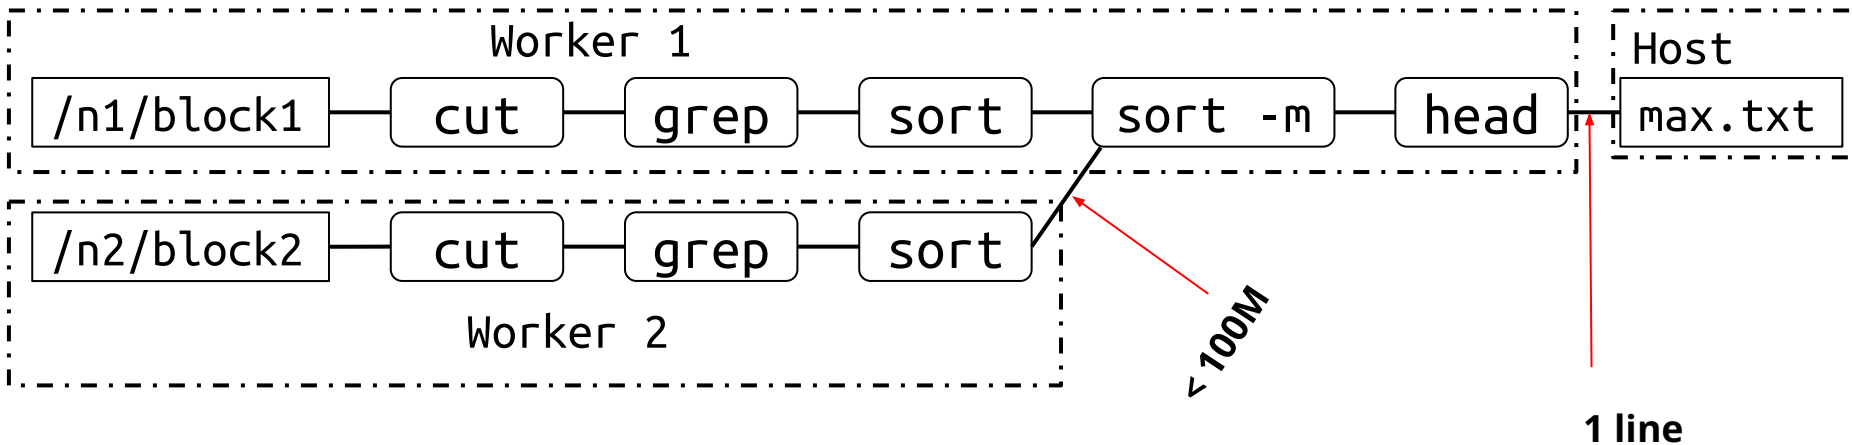 Worker 1
Host
/n1/block1
cut
grep
sort
sort -m
head
max.txt
/n2/block2
cut
grep
sort
Worker 2
< 100M
1 line